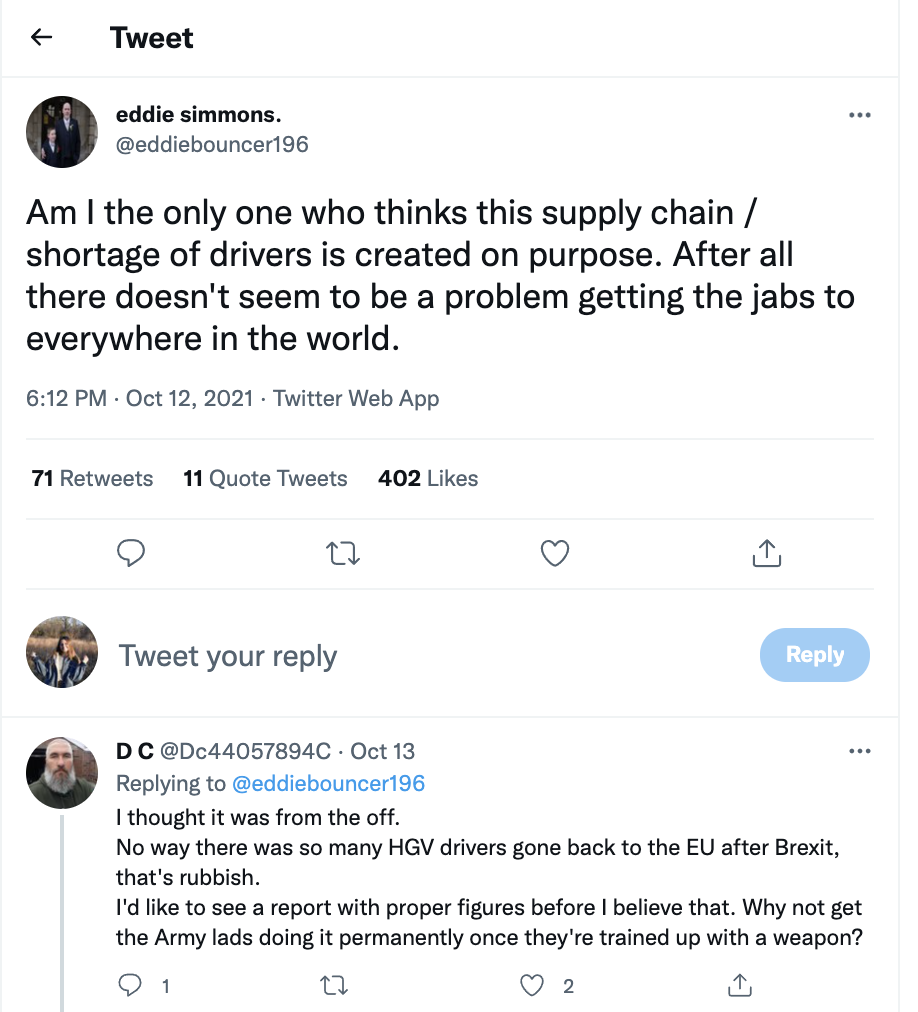 Tweet
eddie simmons.
@eddiebouncer196
Am I the only one who thinks this supply chain /
shortage of drivers is created on purpose. After all
there doesn't seem to be a problem getting the jabs to
everywhere in the world.
6:12 PM · Oct 12, 2021 · Twitter Web App
71 Retweets 11 Quote Tweets 402 Likes
Tweet your reply
Reply
D C @Dc44057894C · Oct 13
Replying to @eddiebouncer196
I thought it was from the off.
No way there was so many HGV drivers gone back to the EU after Brexit,
that's rubbish.
I'd like to see a report with proper figures before I believe that. Why not get
the Army lads doing it permanently once they're trained up with a weapon?
1 2